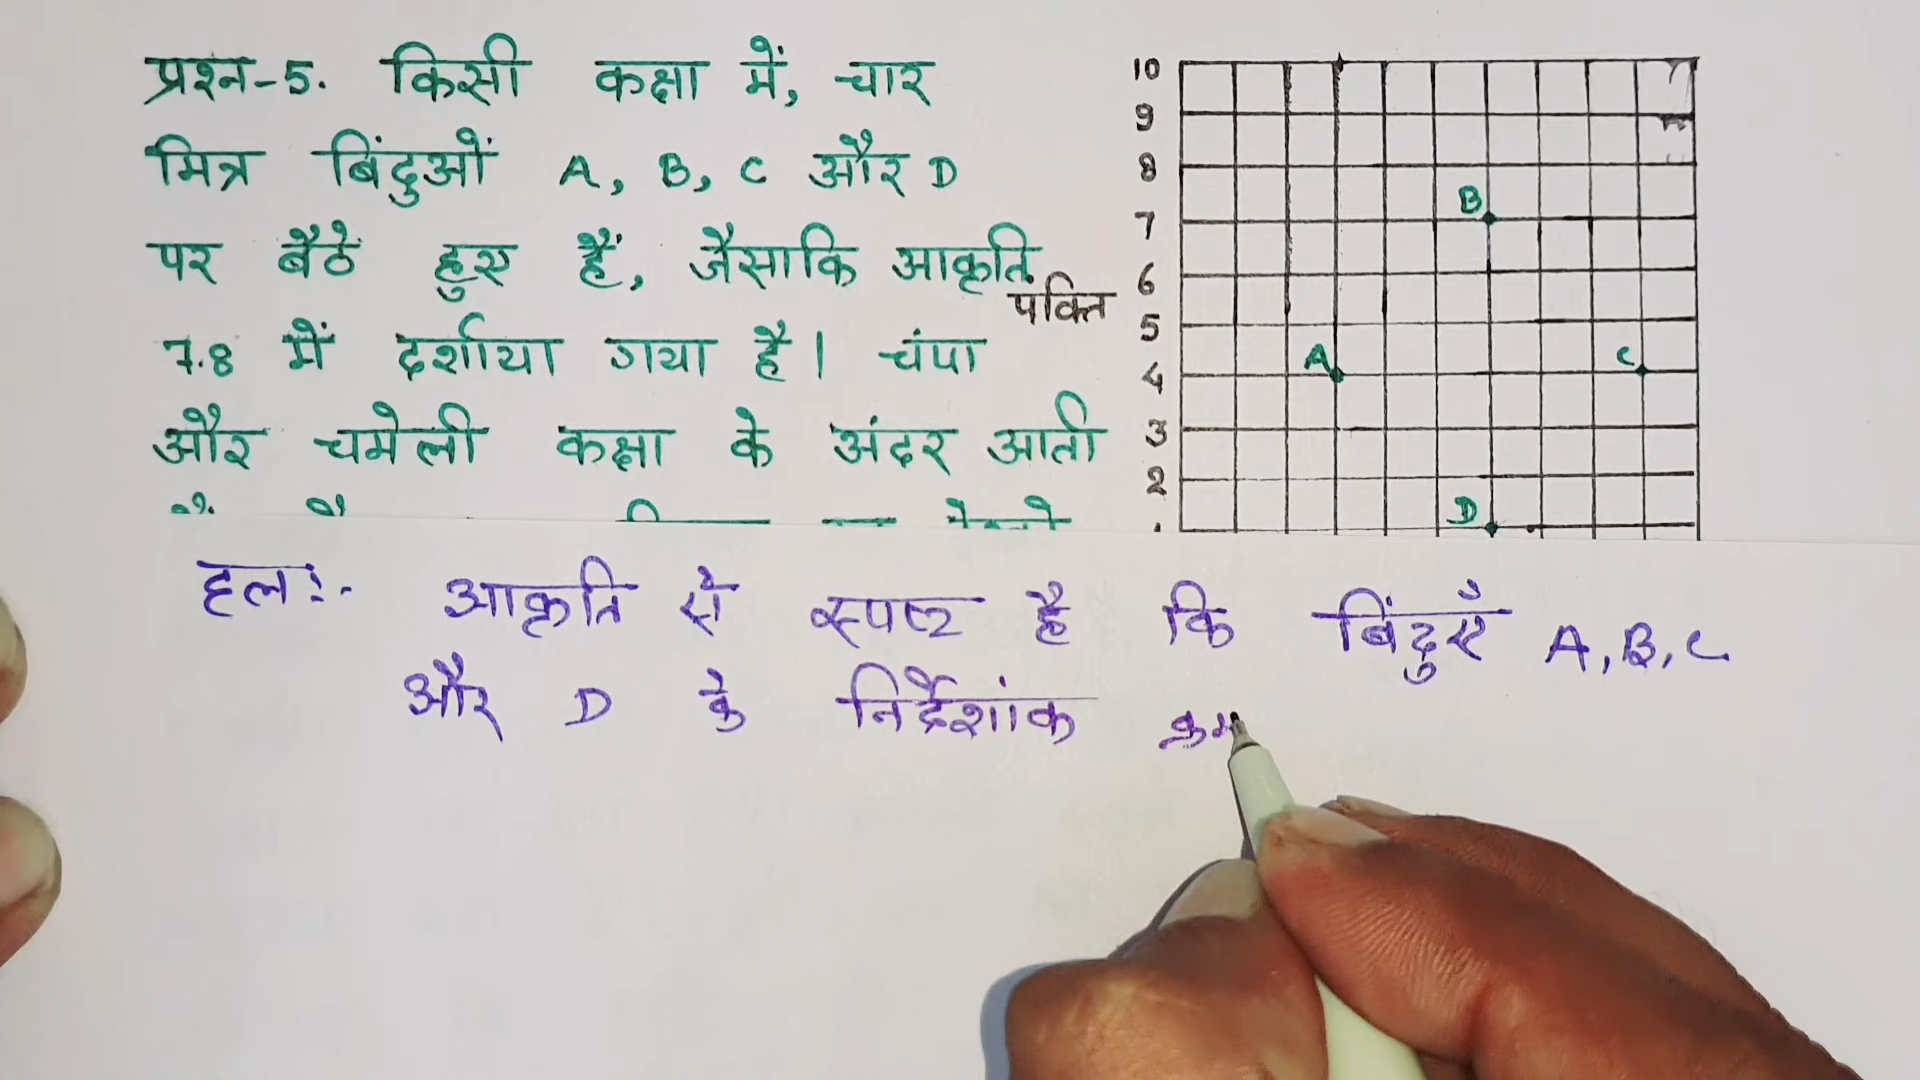 प्रश्न-5. किसी कक्षा में, चार
मित्र बिंदुओं A, B, C और D
पर बैठे हुए हैं, जैसाकि आकृति
7.8 में दर्शाया गया है। चंपा
और चमेली कक्षा के अंदर आती
पक्ति
10
9
8
7
6
5
4
3
2
B
A
C
D
हल:- आकृति से स्पष्ट है कि बिंदुएँ A, B, C
और D के निर्देशांक क्रम